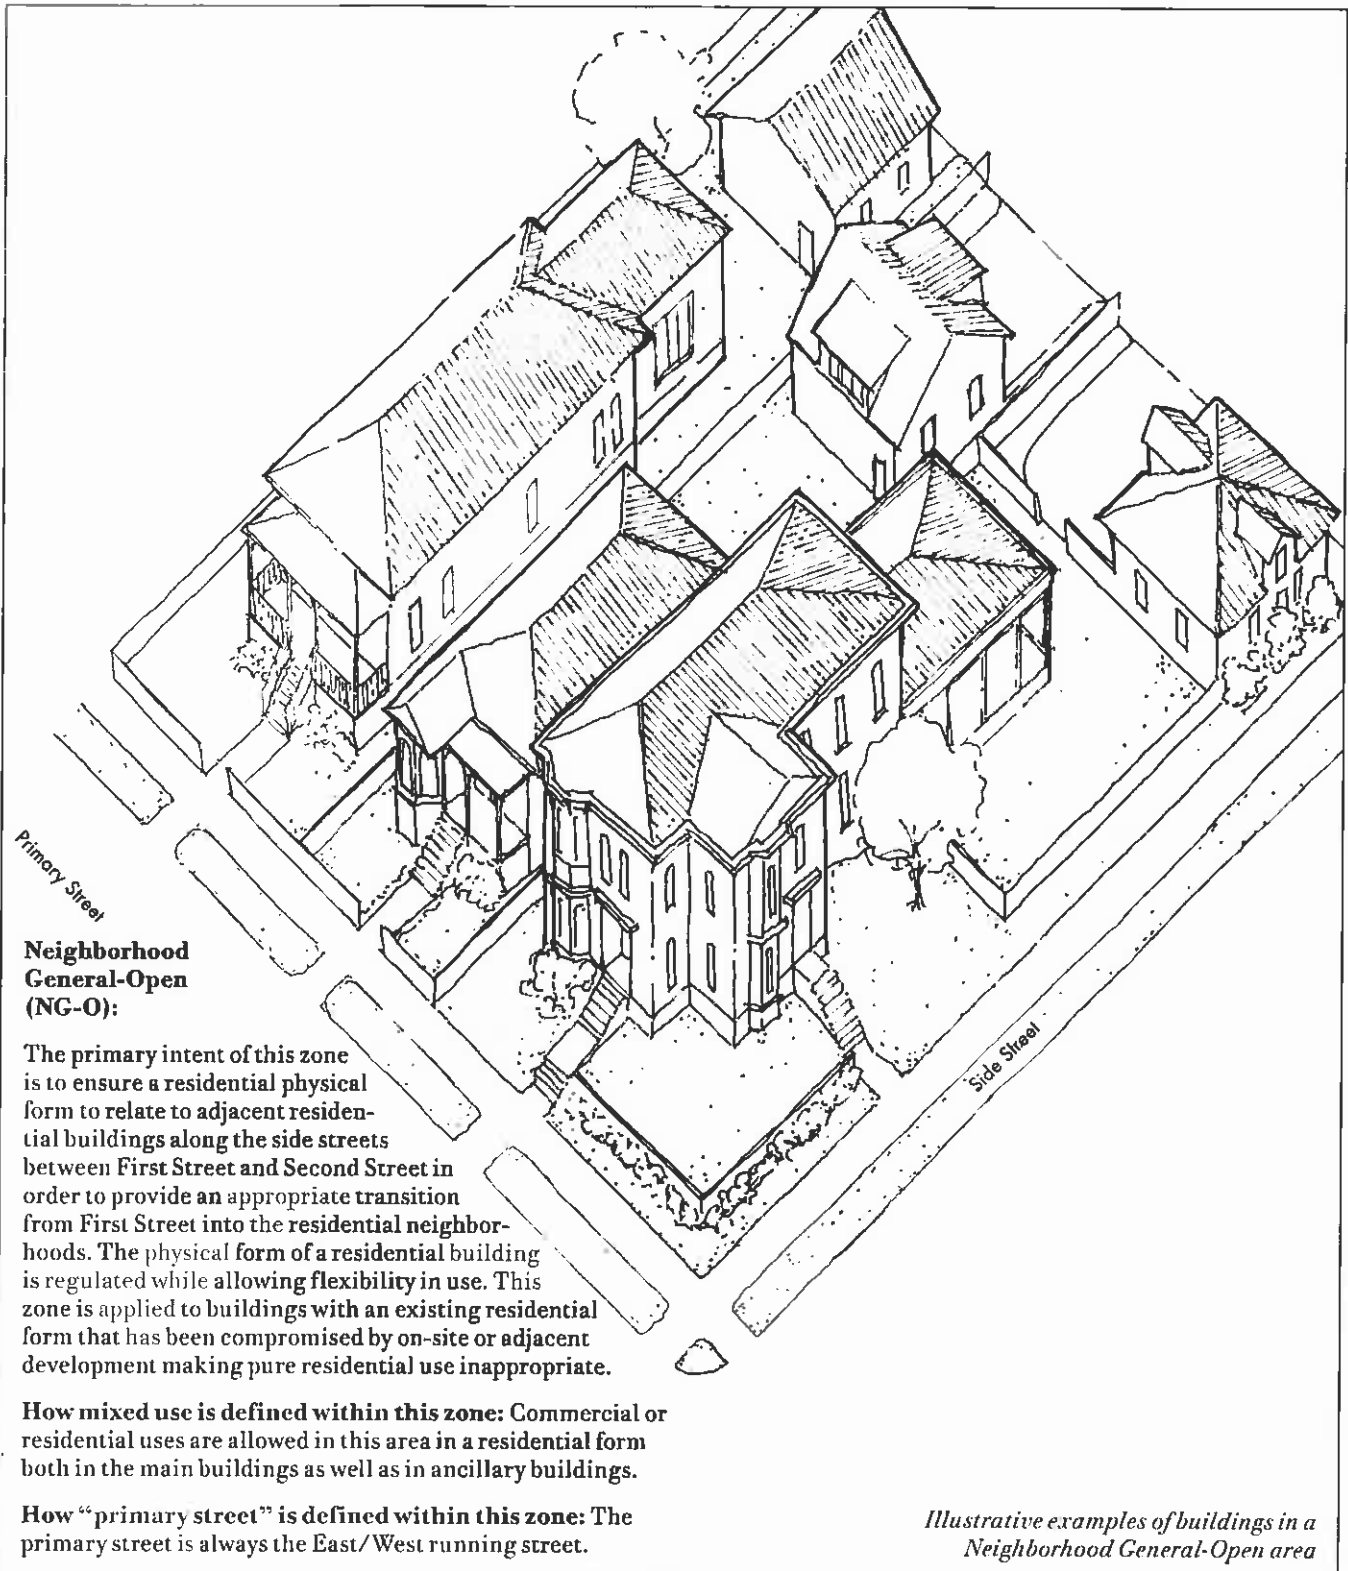 Primary Street
Side Street
Neighborhood
General-Open
(NG-O):
The primary intent of this zone
is to ensure a residential physical
form to relate to adjacent residen-
tial buildings along the side streets
between First Street and Second Street in
order to provide an appropriate transition
from First Street into the residential neighbor-
hoods. The physical form of a residential building
is regulated while allowing flexibility in use. This
zone is applied to buildings with an existing residential
form that has been compromised by on-site or adjacent
development making pure residential use inappropriate.
How mixed use is defined within this zone: Commercial or
residential uses are allowed in this area in a residential form
both in the main buildings as well as in ancillary buildings.
How “primary street” is defined within this zone: The
primary street is always the East/West running street.
Illustrative examples of buildings in a
Neighborhood General-Open area